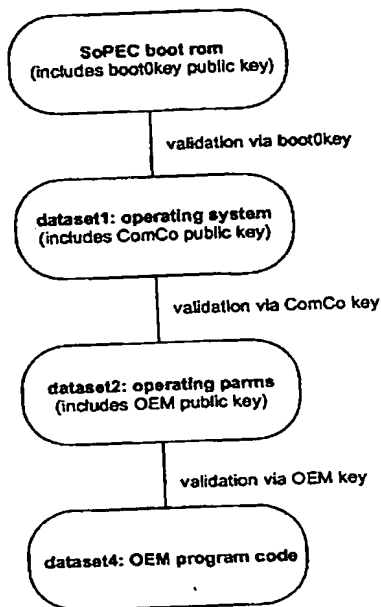 SoPEC boot rom
(includes boot0key public key)
validation via boot0key
dataset1: operating system
(includes ComCo public key)
validation via ComCo key
dataset2: operating parms
(includes OEM public key)
validation via OEM key
dataset4: OEM program code